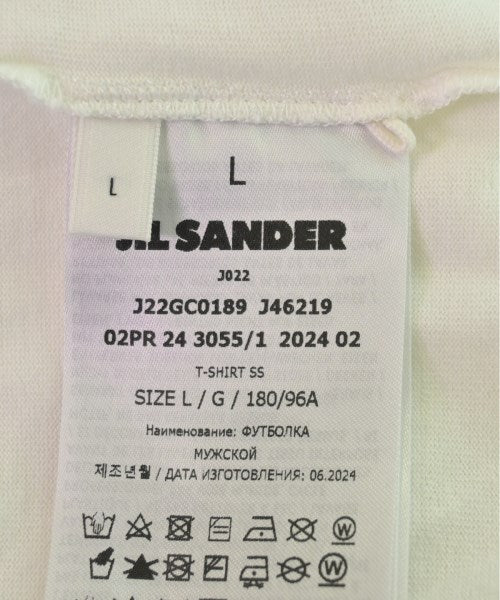 L
L
JIL SANDER
J022
J22GC0189 J46219
02PR 24 3055/1 2024 02
T-SHIRT SS
SIZE L / G / 180/96A
Наименование: ФУТБОЛКА
МУЖСКОЙ
제조년월 / ДАТА ИЗГОТОВЛЕНИЯ: 06.2024
W
W